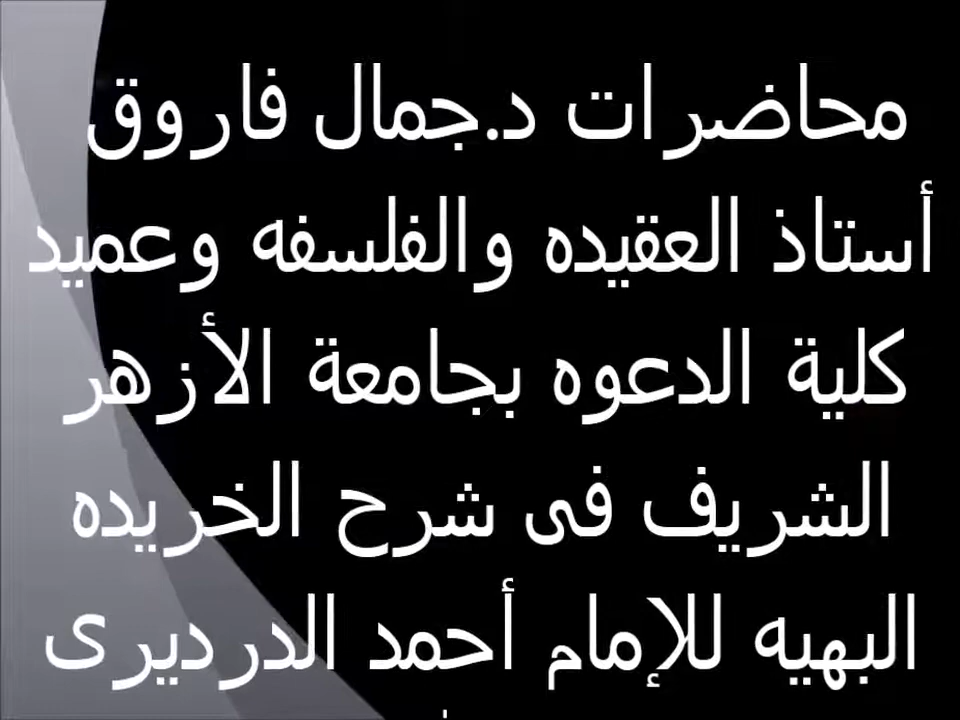 محاضرات د.جمال فاروق
أستاذ العقيده والفلسفه وعميد
كلية الدعوه بجامعة الأزهر
الشريف فى شرح الخريده
البهيه للإمام أحمد الدرديرى